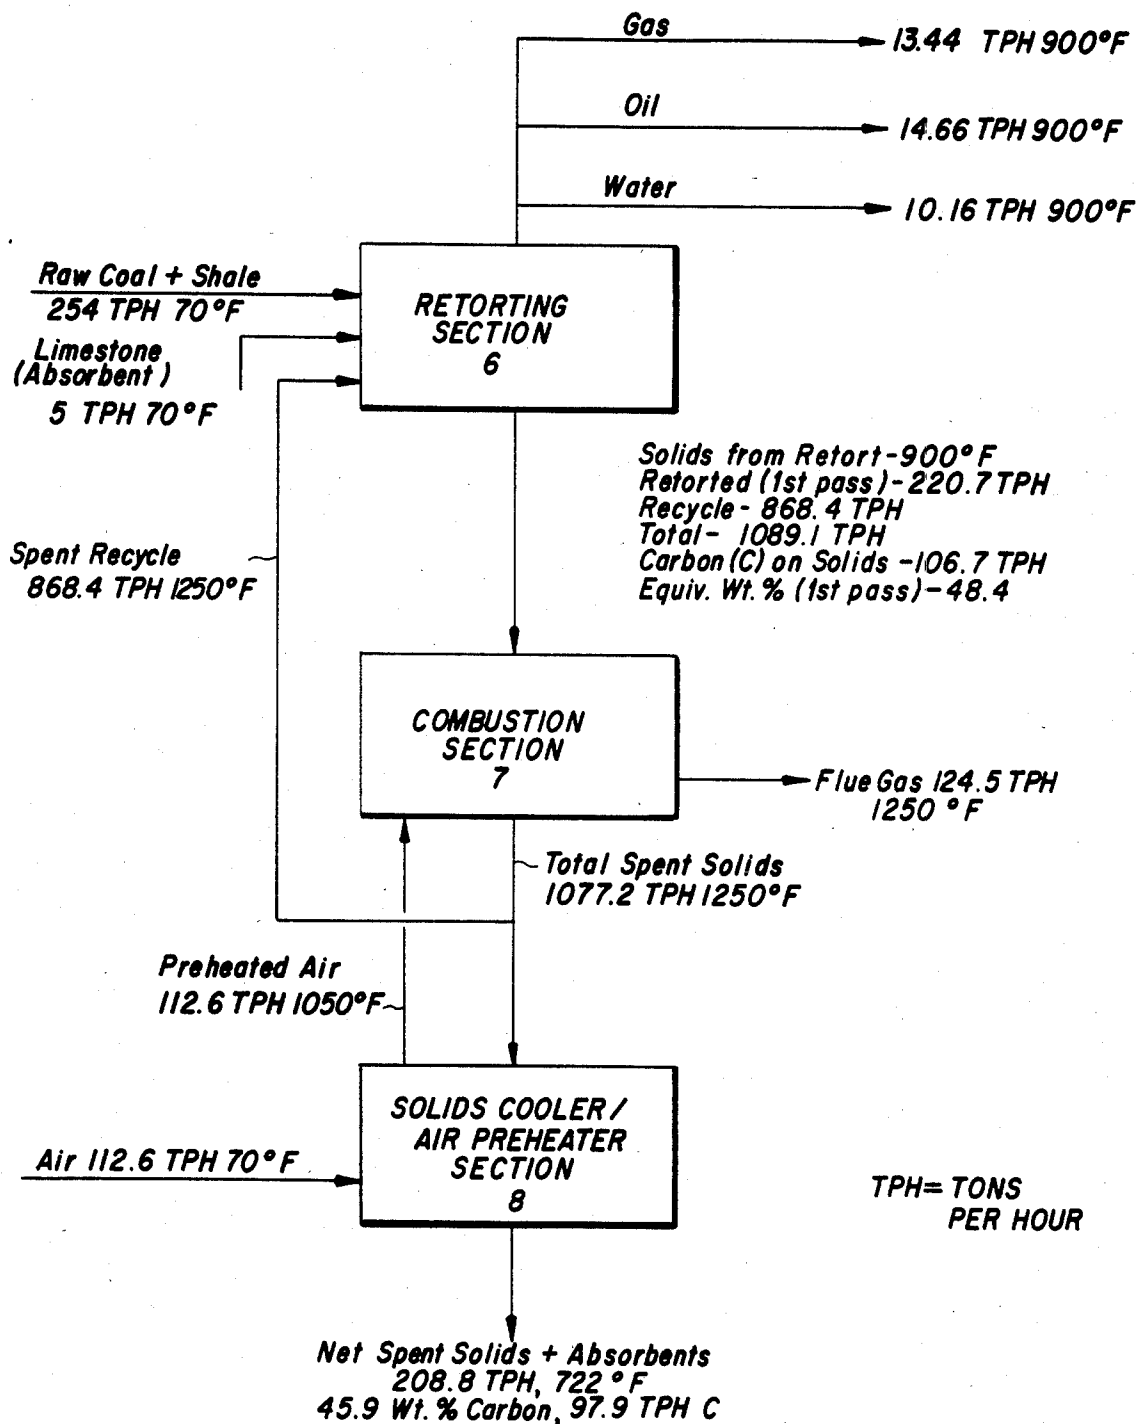 Gas
13.44 TPH 900°F
Oil
14.66 TPH 900°F
Water
10.16 TPH 900°F
Raw Coal + Shale
254 TPH 70°F
Limestone
(Absorbent)
5 TPH 70°F
RETORTING
SECTION
6
Solids from Retort-900°F
Retorted (1st pass)-220.7 TPH
Recycle- 868.4 TPH
Total- 1089.1 TPH
Carbon (C) on Solids -106.7 TPH
Equiv. Wt. % (1st pass)-48.4
Spent Recycle
868.4 TPH 1250°F
COMBUSTION
SECTION
7
Flue Gas 124.5 TPH
1250 °F
Total Spent Solids
1077.2 TPH 1250°F
Preheated Air
112.6 TPH 1050°F
SOLIDS COOLER/
AIR PREHEATER
SECTION
8
Air 112.6 TPH 70°F
TPH= TONS
PER HOUR
Net Spent Solids + Absorbents
208.8 TPH, 722 °F
45.9 Wt. % Carbon, 97.9 TPH C